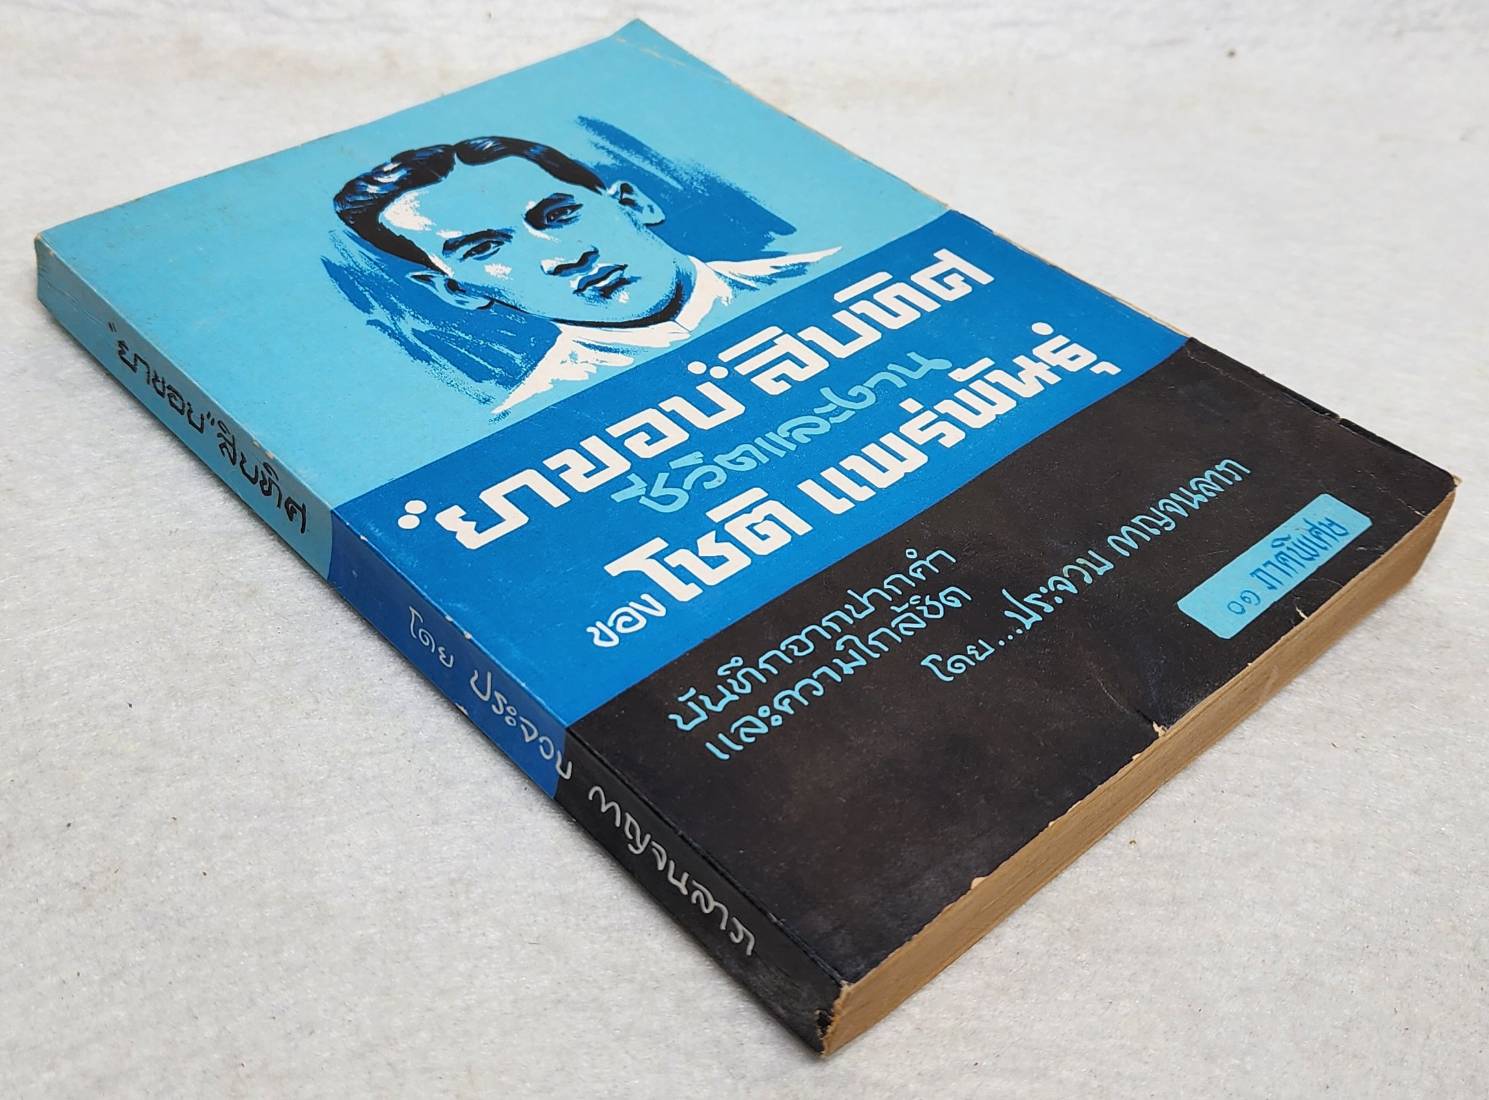 "ยาขอบ" สิบทิศ
ชีวิตและงาน
ของ โชติ แพร่พันธุ์
บันทึกจากปากคำ
และความใกล้ชิด
โดย...ประจวบ กาญจนลาภ
๐๑ ภาคพิเศษ
"ยาขอบ" สิบทิศ
โดย ประจวบ กาญจนลาภ